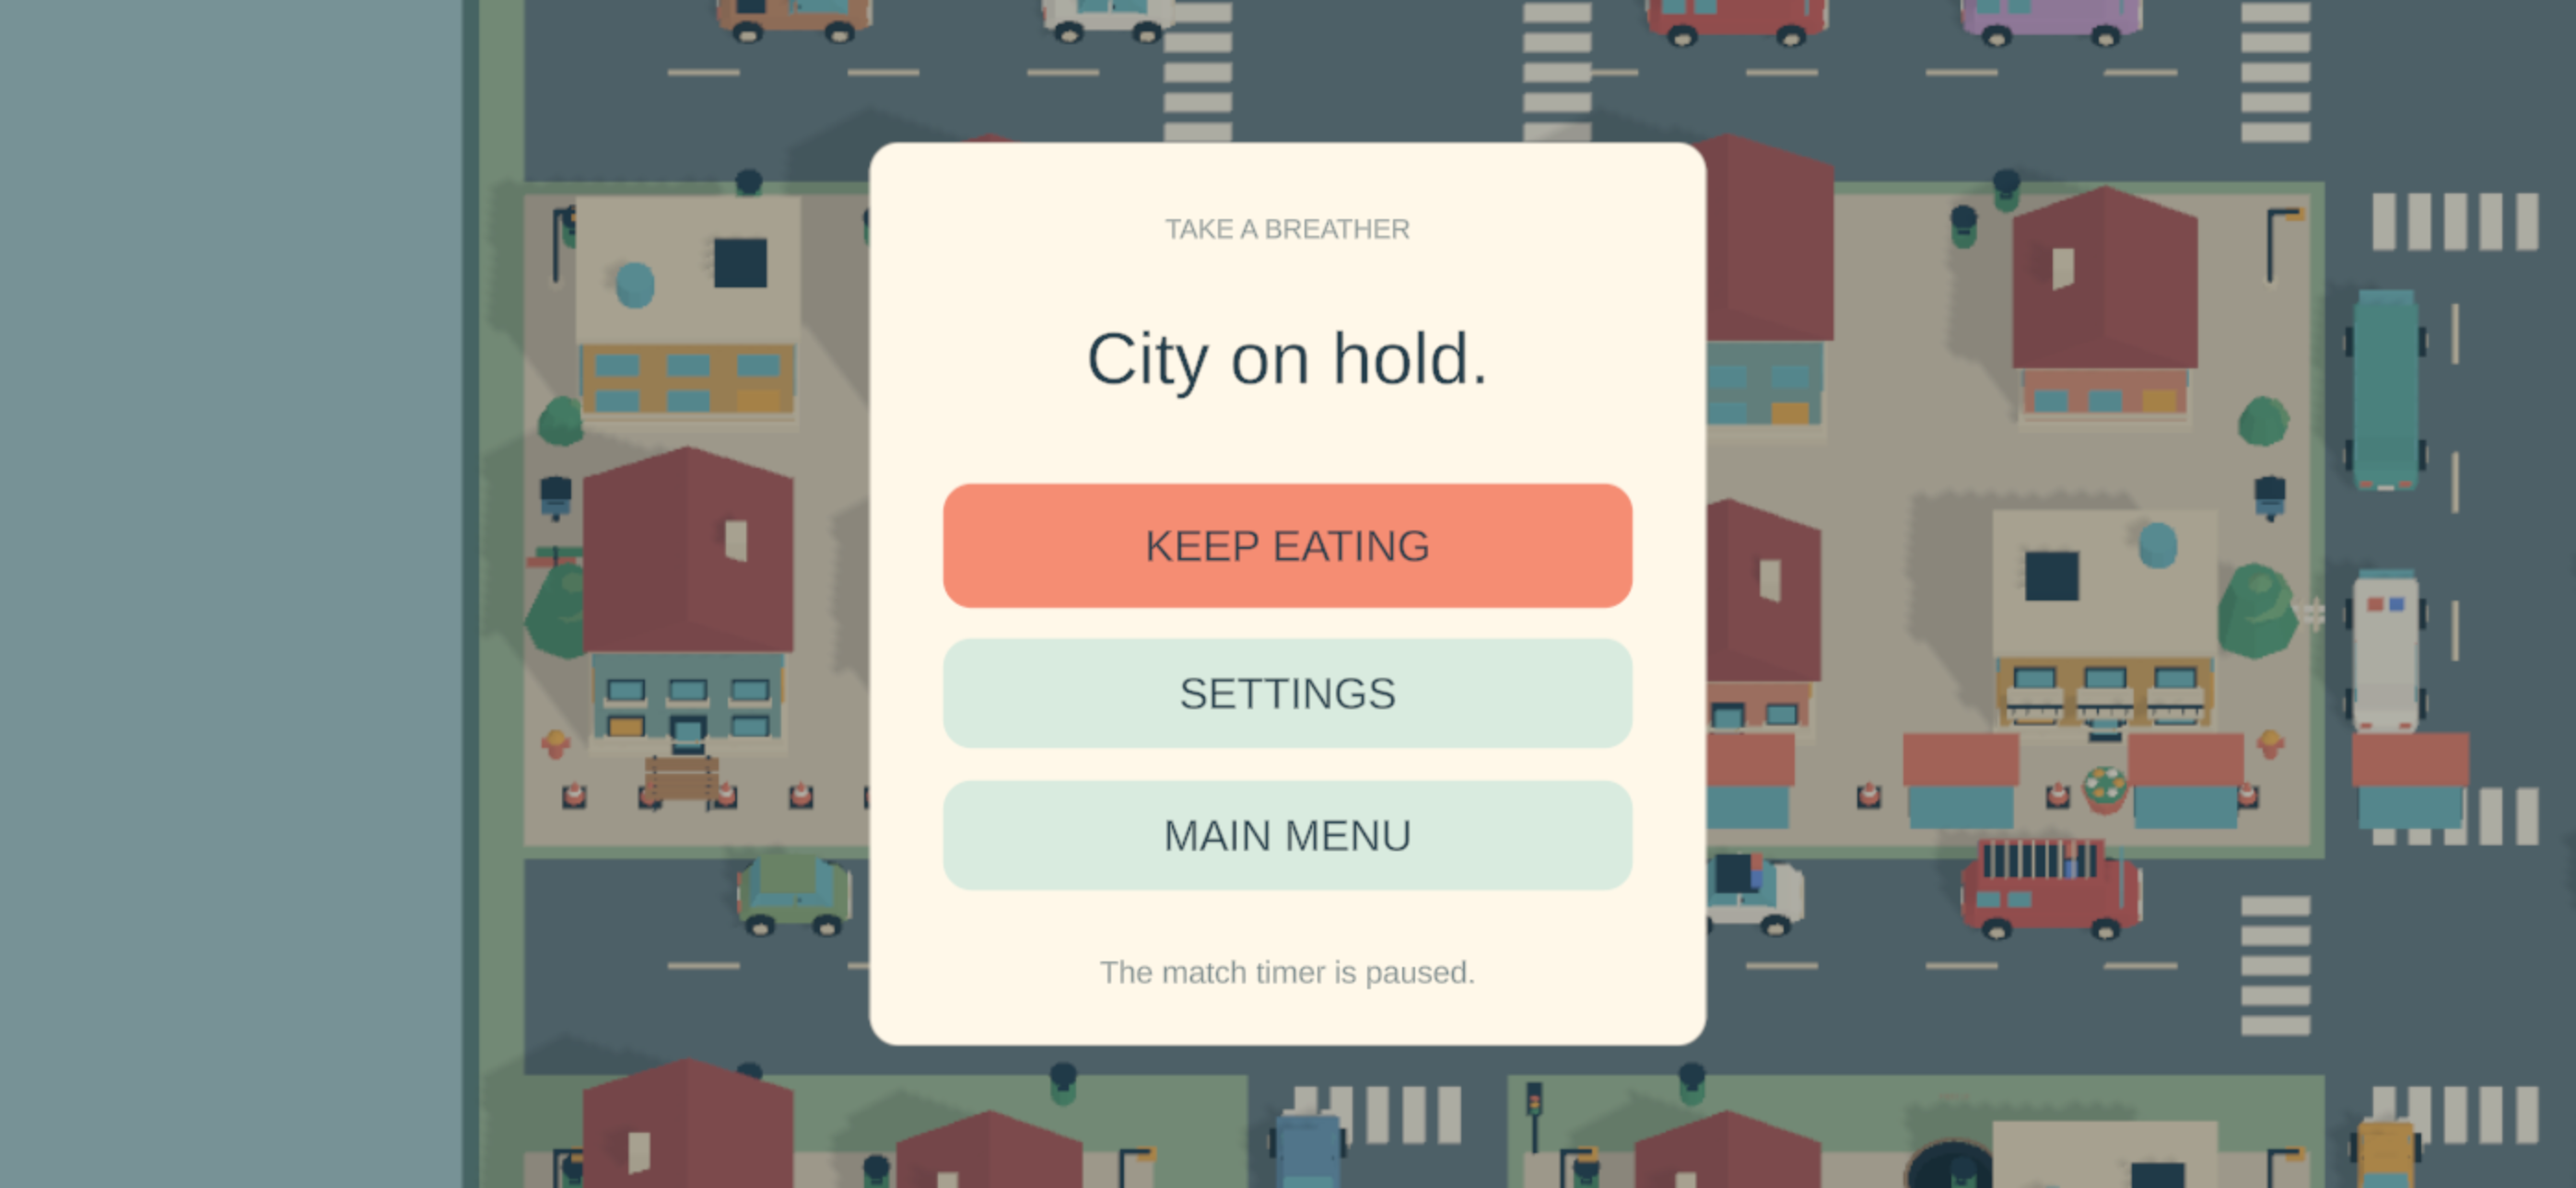 TAKE A BREATHER
City on hold.
KEEP EATING
SETTINGS
MAIN MENU
The match timer is paused.